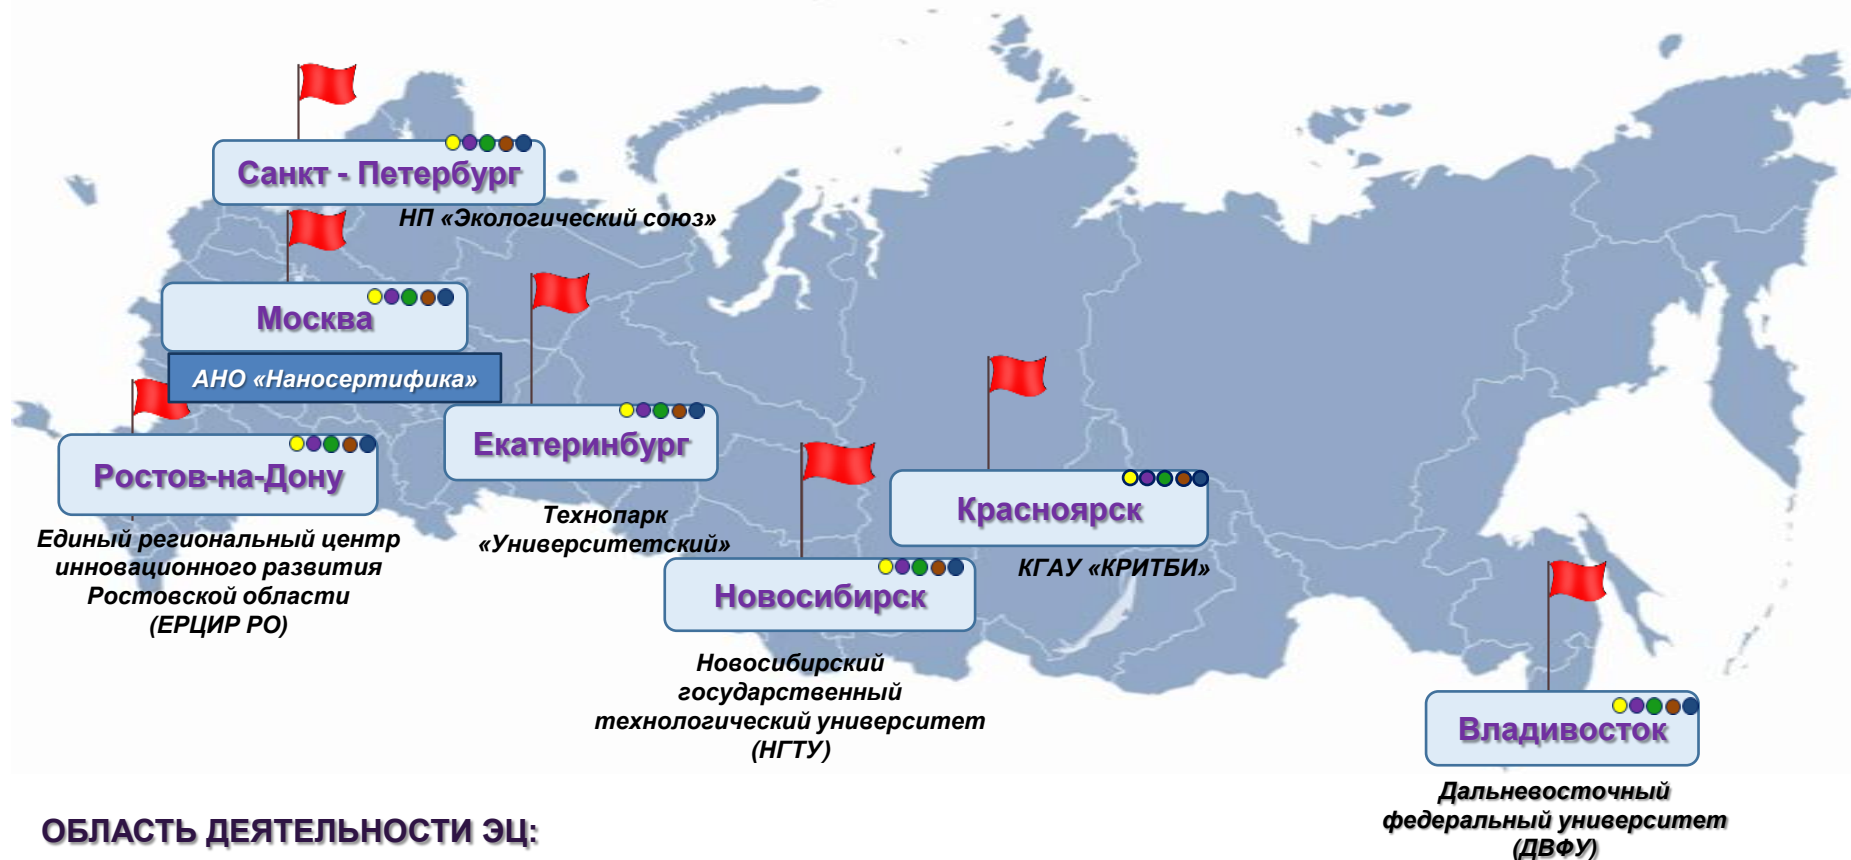 Санкт - Петербург
НП «Экологический союз»
Москва
АНО «Наносертифика»
Екатеринбург
Технопарк
«Университетский»
Ростов-на-Дону
Единый региональный центр
инновационного развития
Ростовской области
(ЕРЦИР РО)
Красноярск
КГАУ «КРИТБИ»
Новосибирск
Новосибирский
государственный
технологический университет
(НГТУ)
Владивосток
Дальневосточный
федеральный университет
(ДВФУ)
ОБЛАСТЬ ДЕЯТЕЛЬНОСТИ ЭЦ: